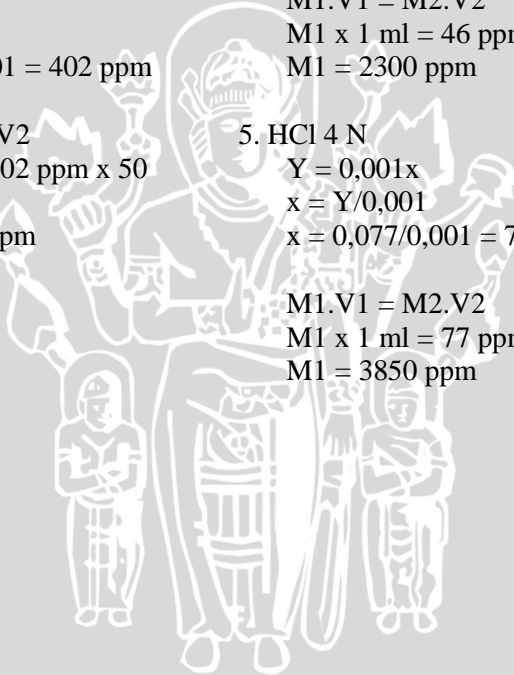 01 = 402 ppm
V2
02 ppm x 50
ppm
M1.V1 = M2.V2
M1 x 1 ml = 46 ppm
M1 = 2300 ppm
5. HCl 4 N
Y = 0,001x
x = Y/0,001
x = 0,077/0,001 = 7
M1.V1 = M2.V2
M1 x 1 ml = 77 ppm
M1 = 3850 ppm